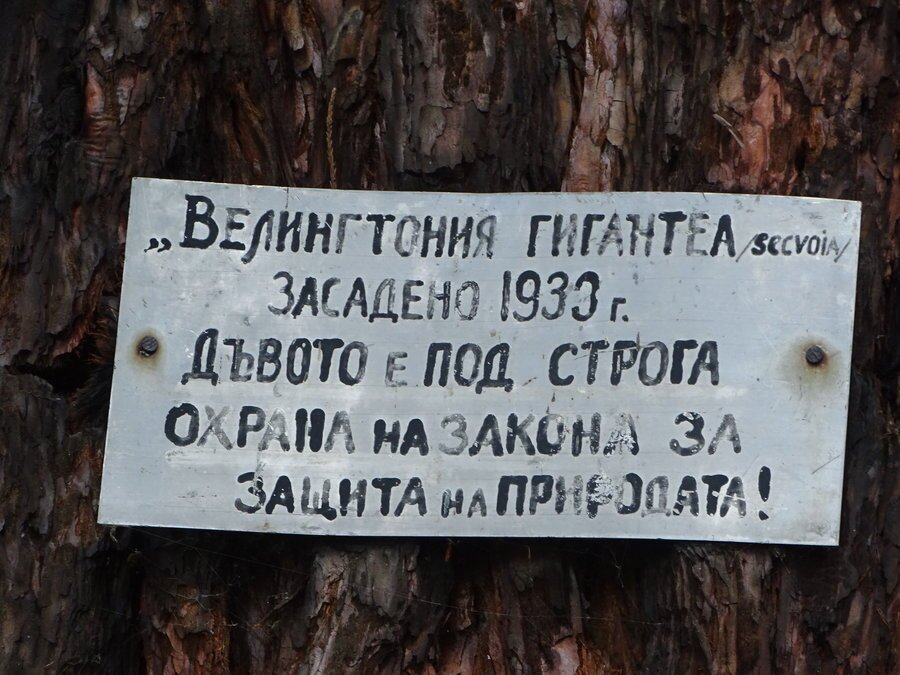 „ВЕЛИНГТОНИЯ ГИГАНТЕА /SECVOIA/
ЗАСАДЕНО 1933 г.
ДЪВОТО Е ПОД СТРОГА
ОХРАНА НА ЗАКОНА ЗА
ЗАЩИТА НА ПРИРОДАТА!